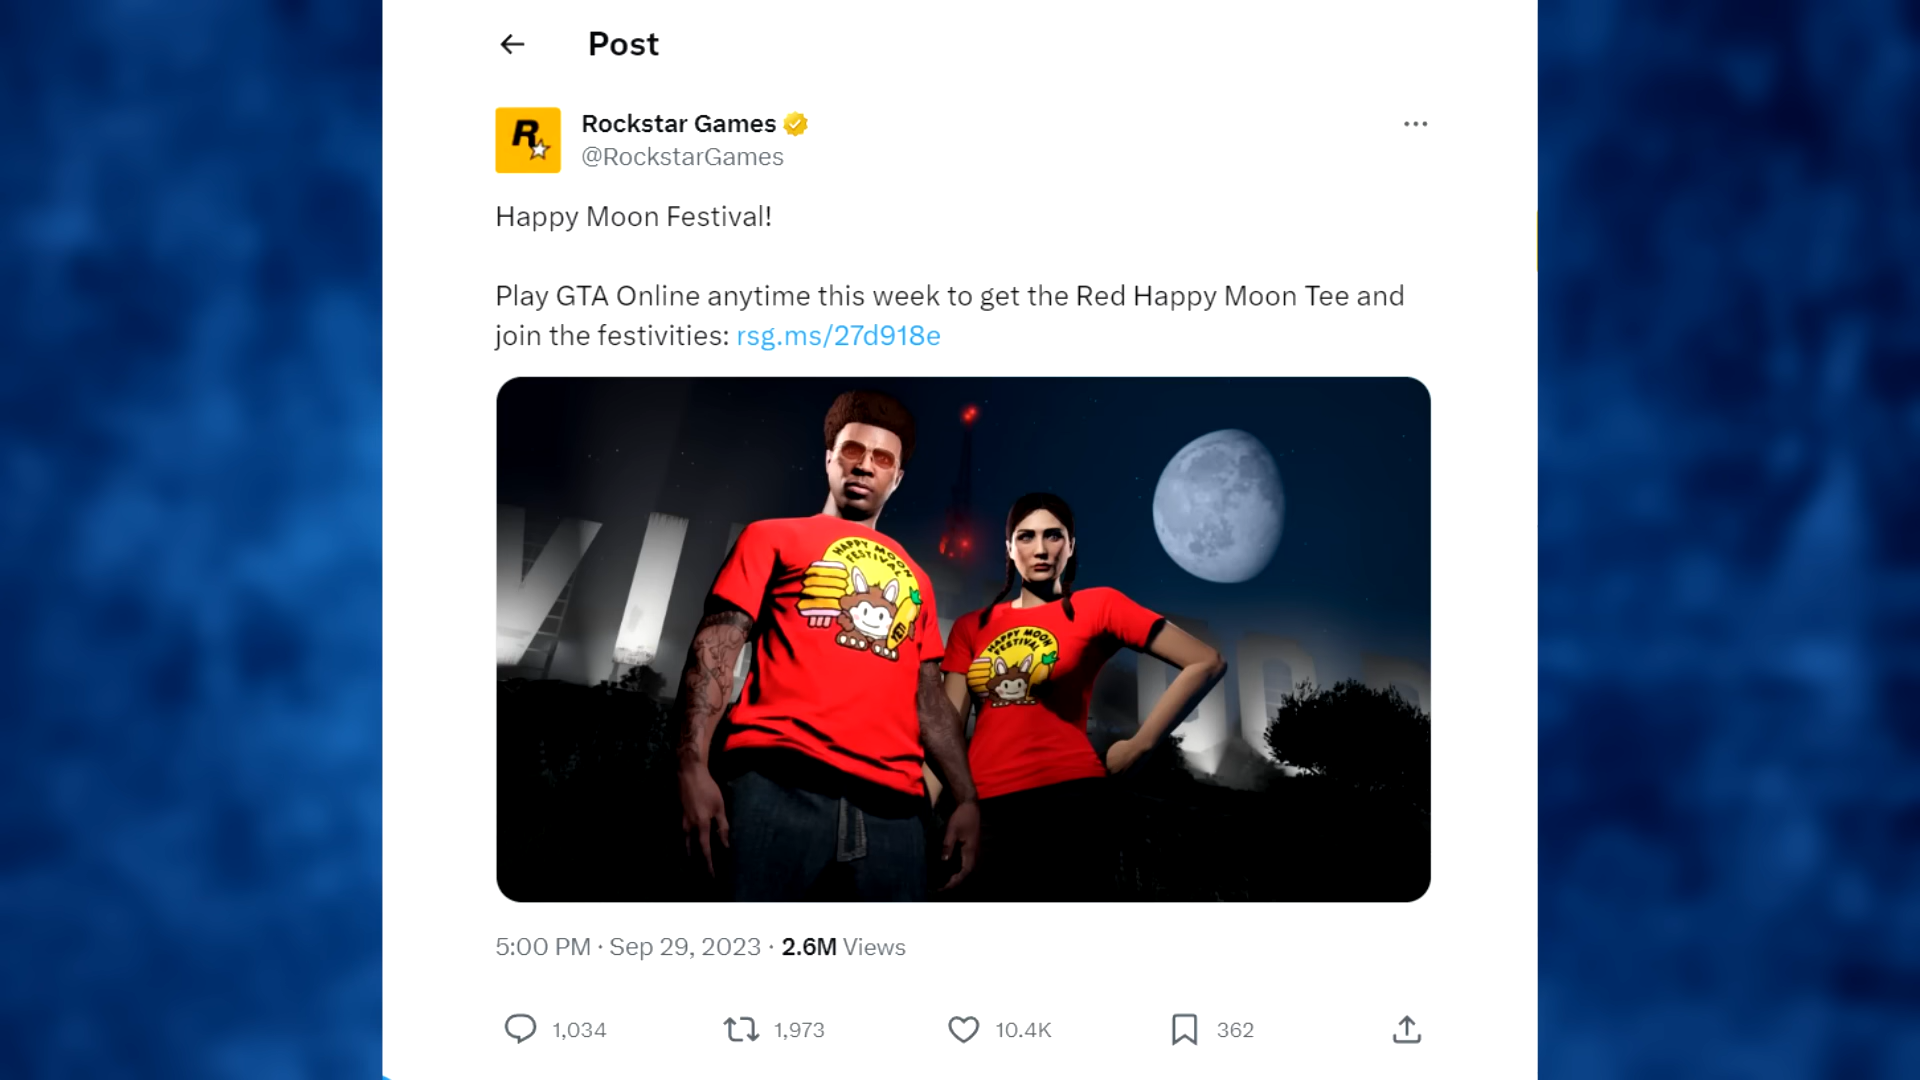 Post
Rockstar Games
@RockstarGames
Happy Moon Festival!
Play GTA Online anytime this week to get the Red Happy Moon Tee and
join the festivities: rsg.ms/27d918e
HAPPY MOON
FESTIVAL
YETI
HAPPY MOON
FESTIVAL
5:00 PM · Sep 29, 2023 · 2.6M Views
1,034 1,973 10.4K 362